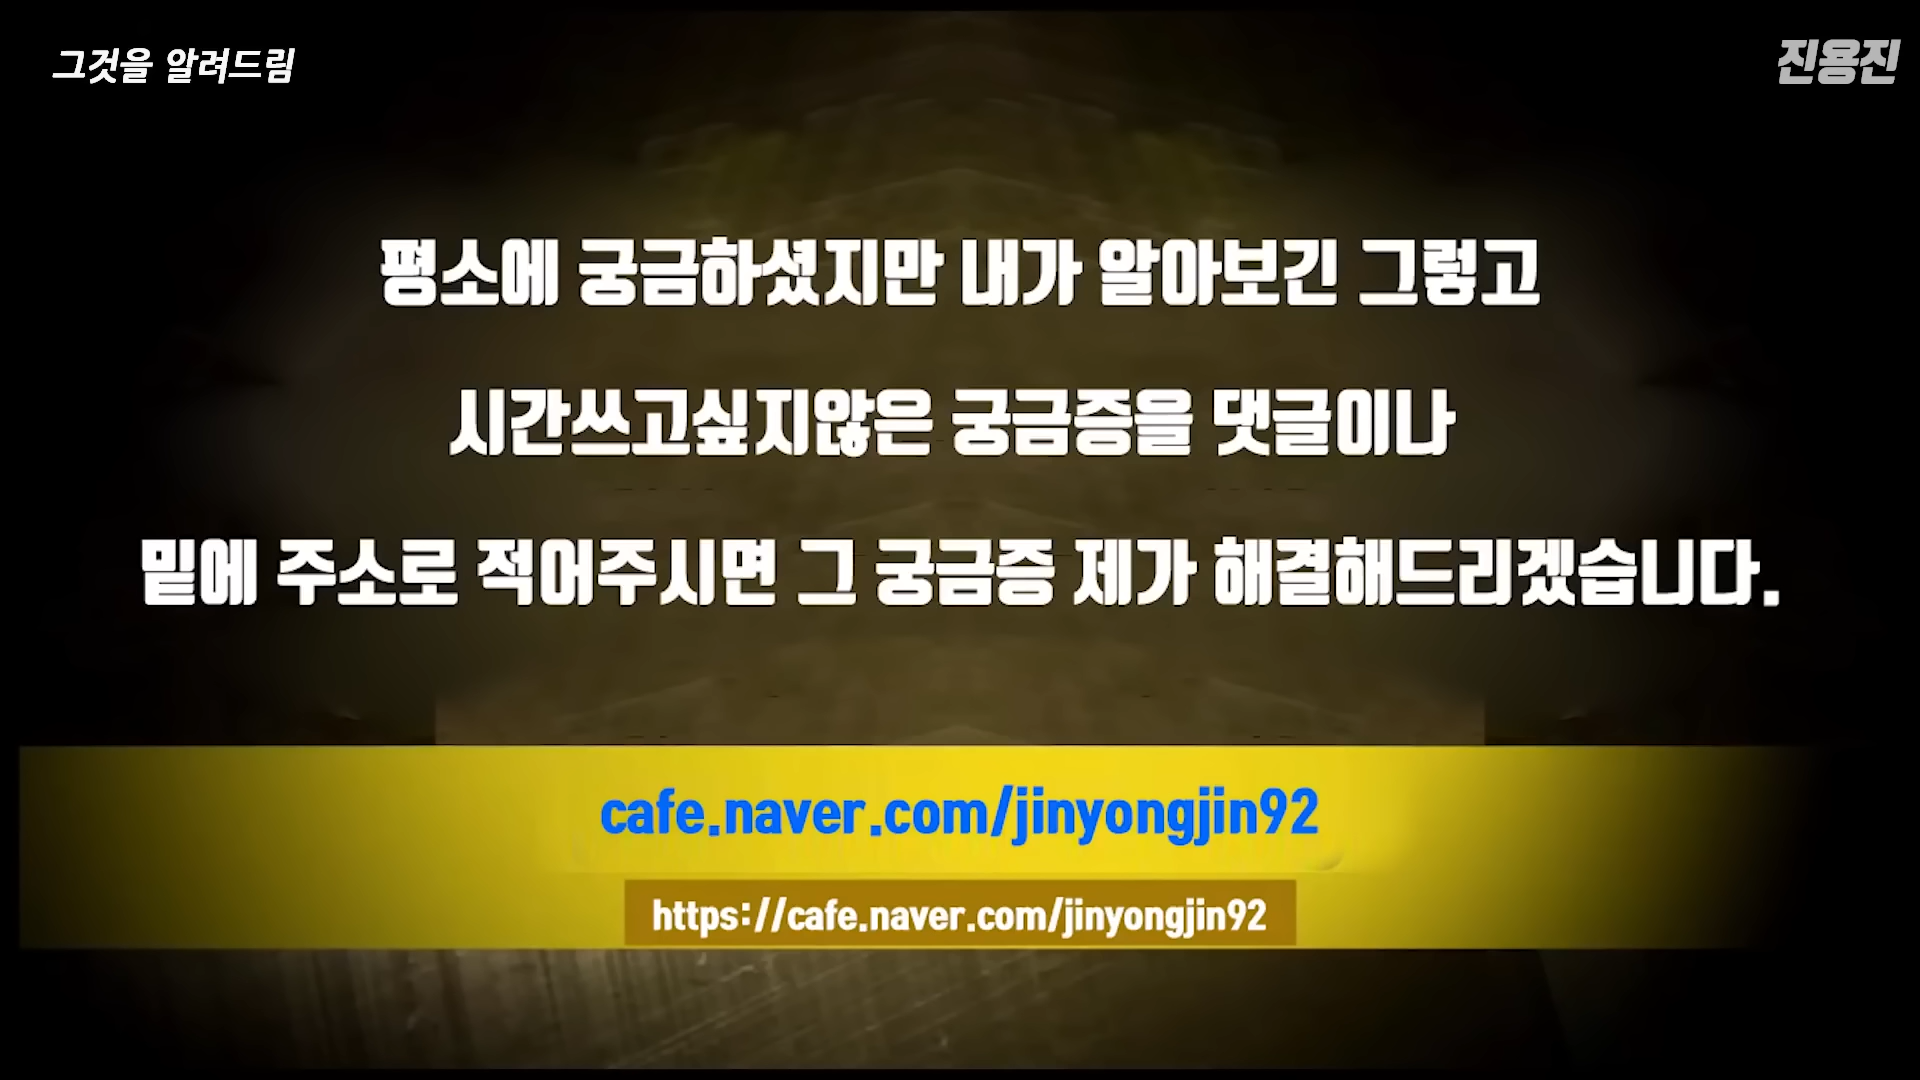 그것을 알려드림
진용진
평소에 궁금하셨지만 내가 알아보긴 그렇고
시간쓰고싶지않은 궁금증을 댓글이나
밑에 주소로 적어주시면 그 궁금증 제가 해결해드리겠습니다.
cafe.naver.com/jinyongjin92
https://cafe.naver.com/jinyongjin92